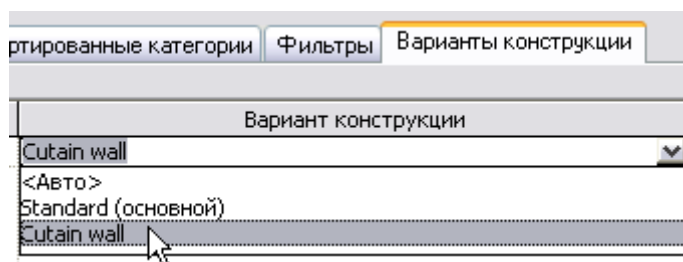 ртированные категории Фильтры Варианты конструкции
Вариант конструкции
Cutain wall
<Авто>
Standard (основной)
Cutain wall